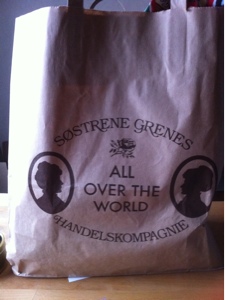 SØSTRENE GRENES
ALL
OVER THE
WORLD
HANDELSKOMPAGNIE